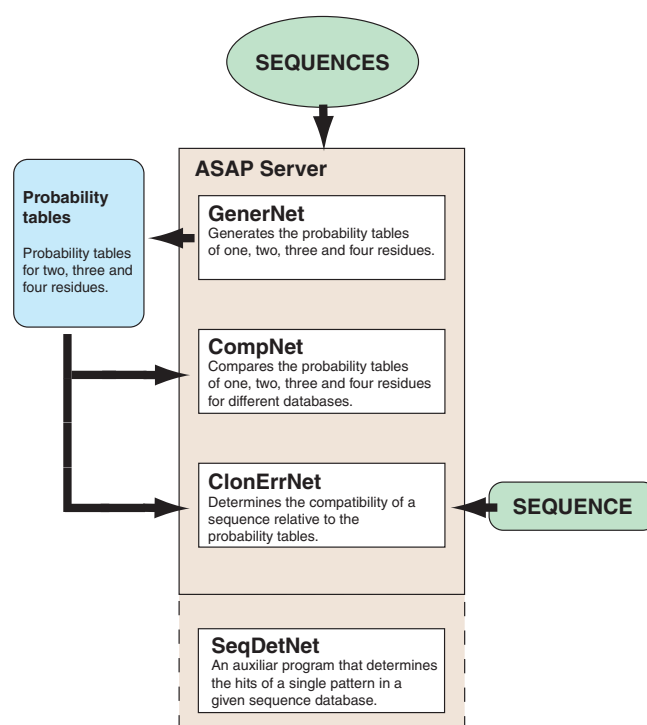 SEQUENCES
ASAP Server
GenerNet
Generates the probability tables
of one, two, three and four residues.
Probability
tables
Probability tables
for two, three and
four residues.
CompNet
Compares the probability tables
of one, two, three and four residues
for different databases.
ClonErrNet
Determines the compatibility of a
sequence relative to the
probability tables.
SEQUENCE
SeqDetNet
An auxiliar program that determines
the hits of a single pattern in a
given sequence database.